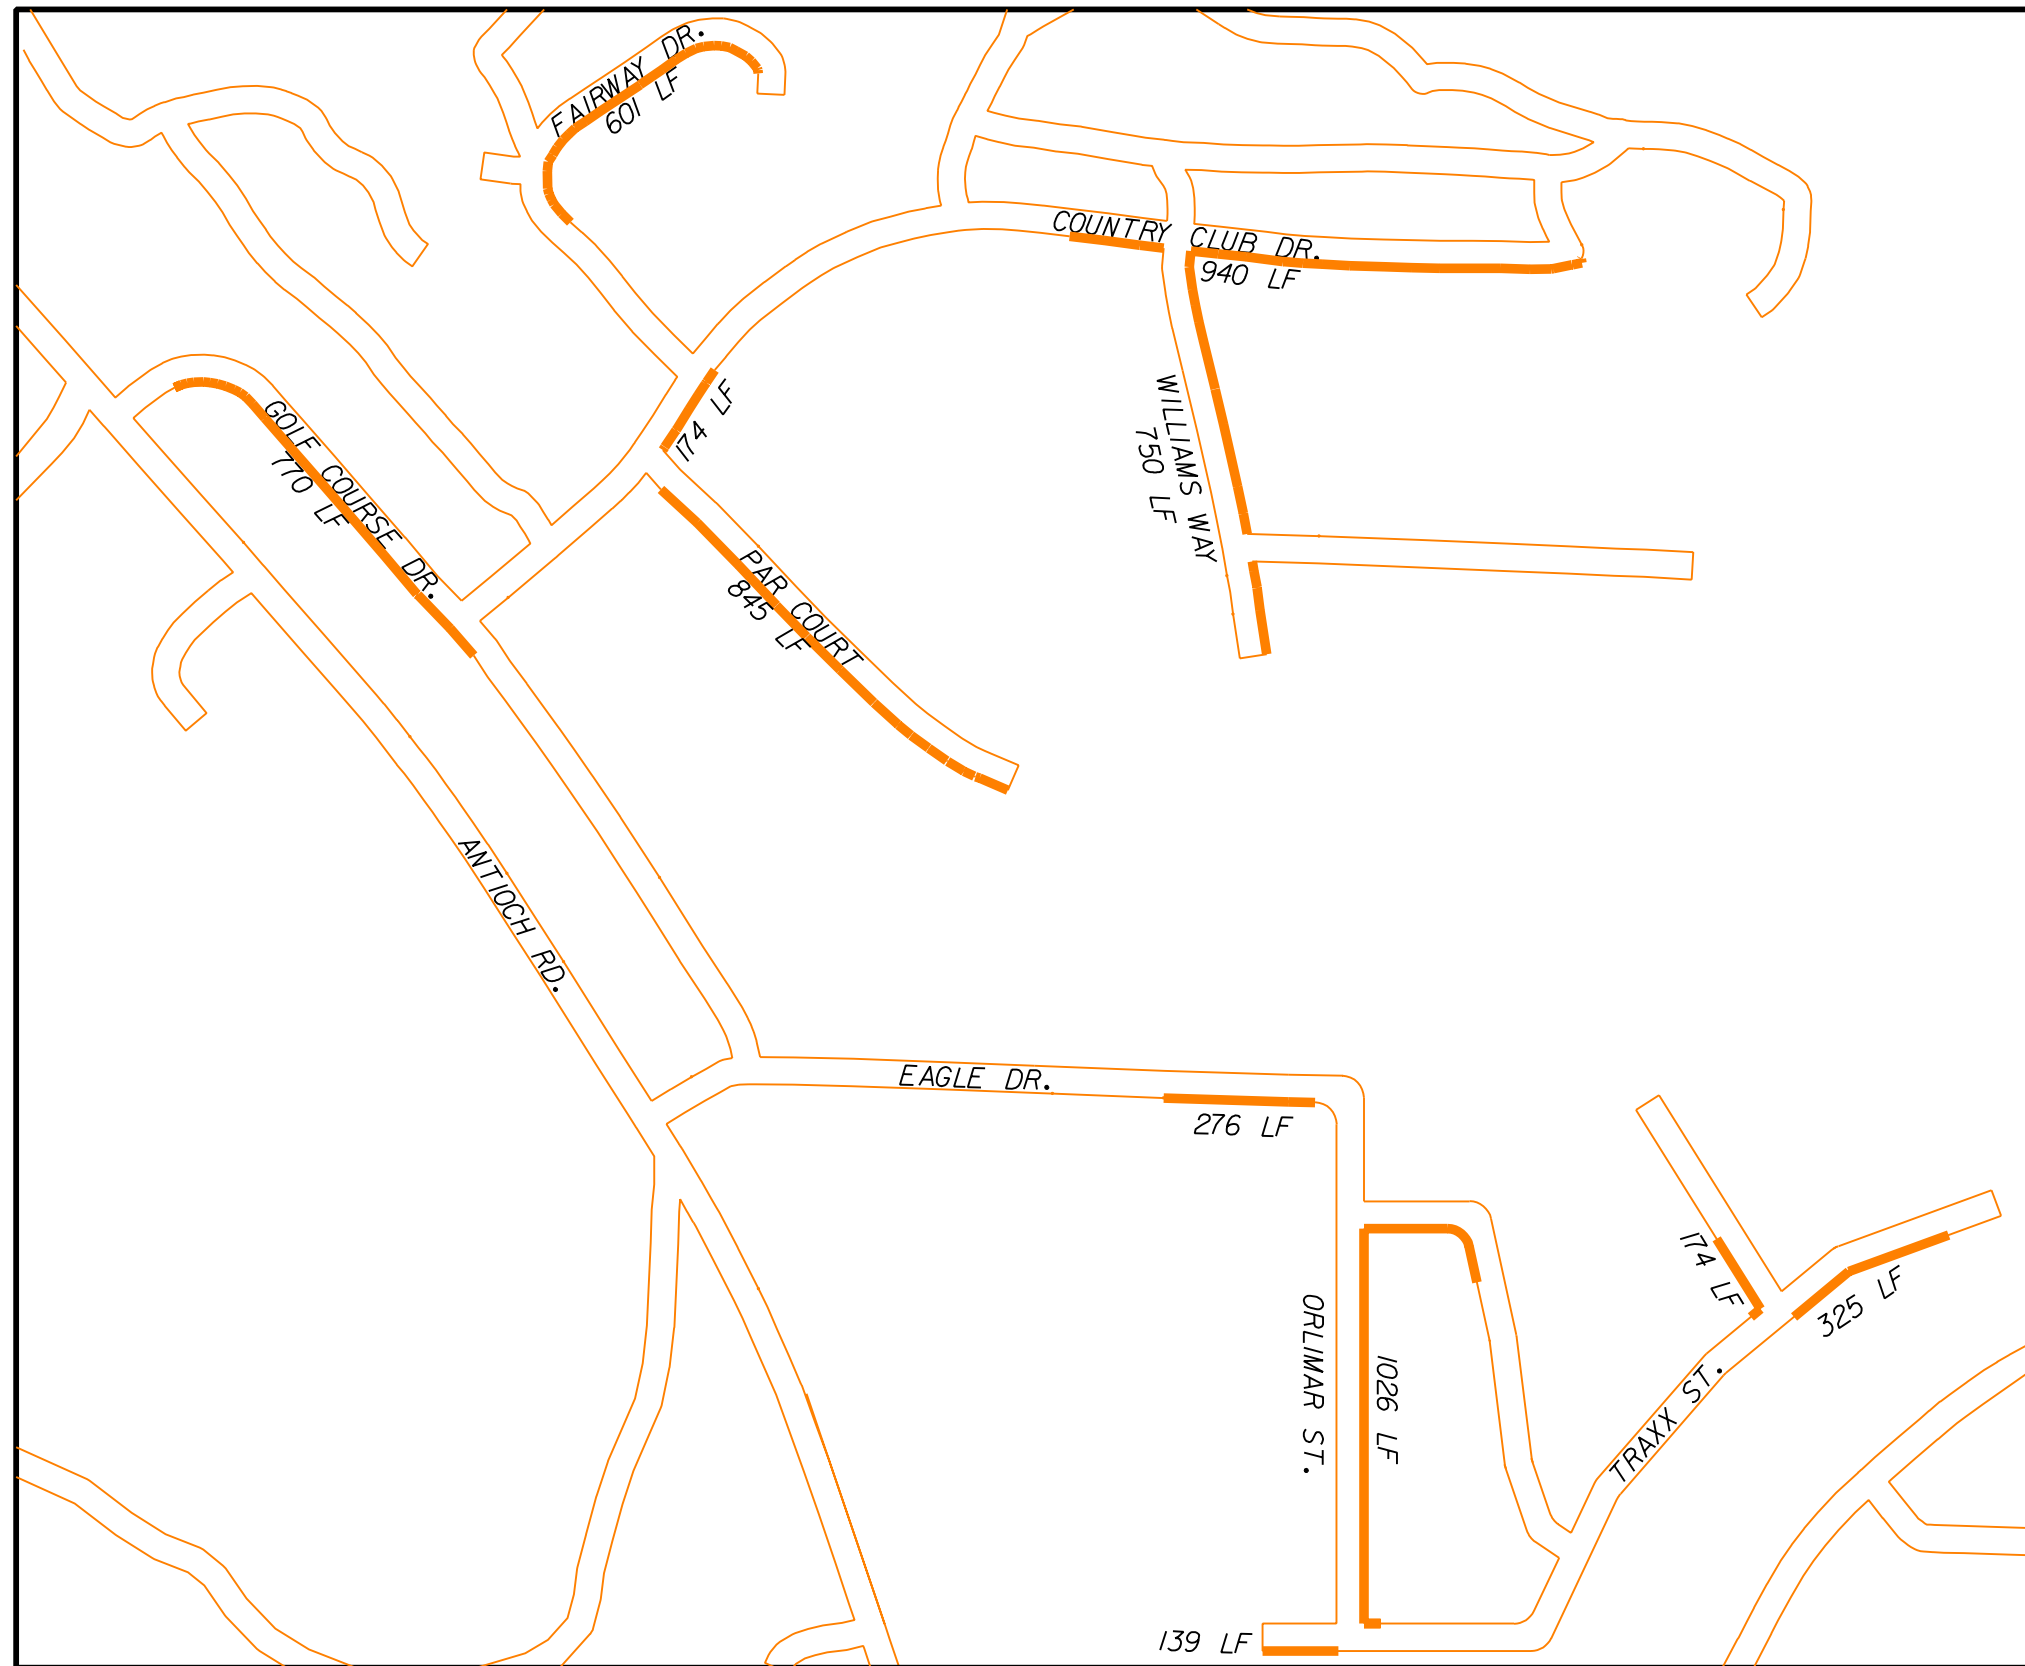 FAIRWAY DR.
601 LF
COUNTRY CLUB DR.
940 LF
174 LF
GOLF COURSE DR.
770 LF
WILLIAMS WAY
750 LF
PAR COURT
845 LF
ANTIOCH RD.
EAGLE DR.
276 LF
174 LF
325 LF
ORLIMAR ST.
1026 LF
TRAXX ST.
139 LF